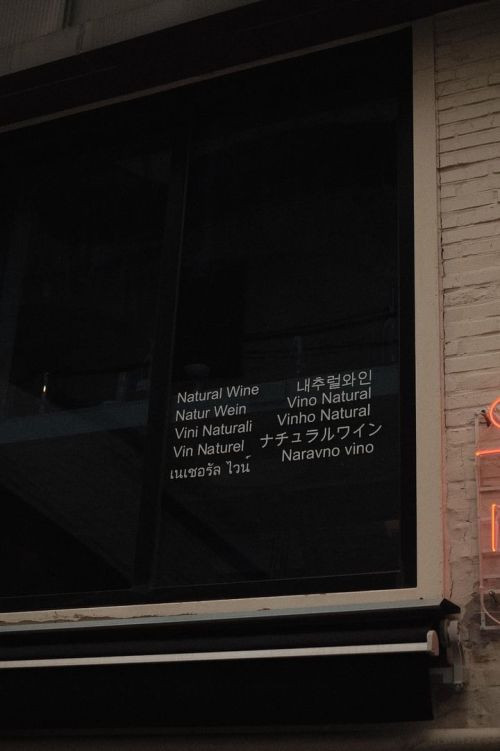 Natural Wine
Natur Wein
Vini Naturali
Vin Naturel
เนเชอรัล ไวน์
내추럴와인
Vino Natural
Vinho Natural
ナチュラルワイン
Naravno vino